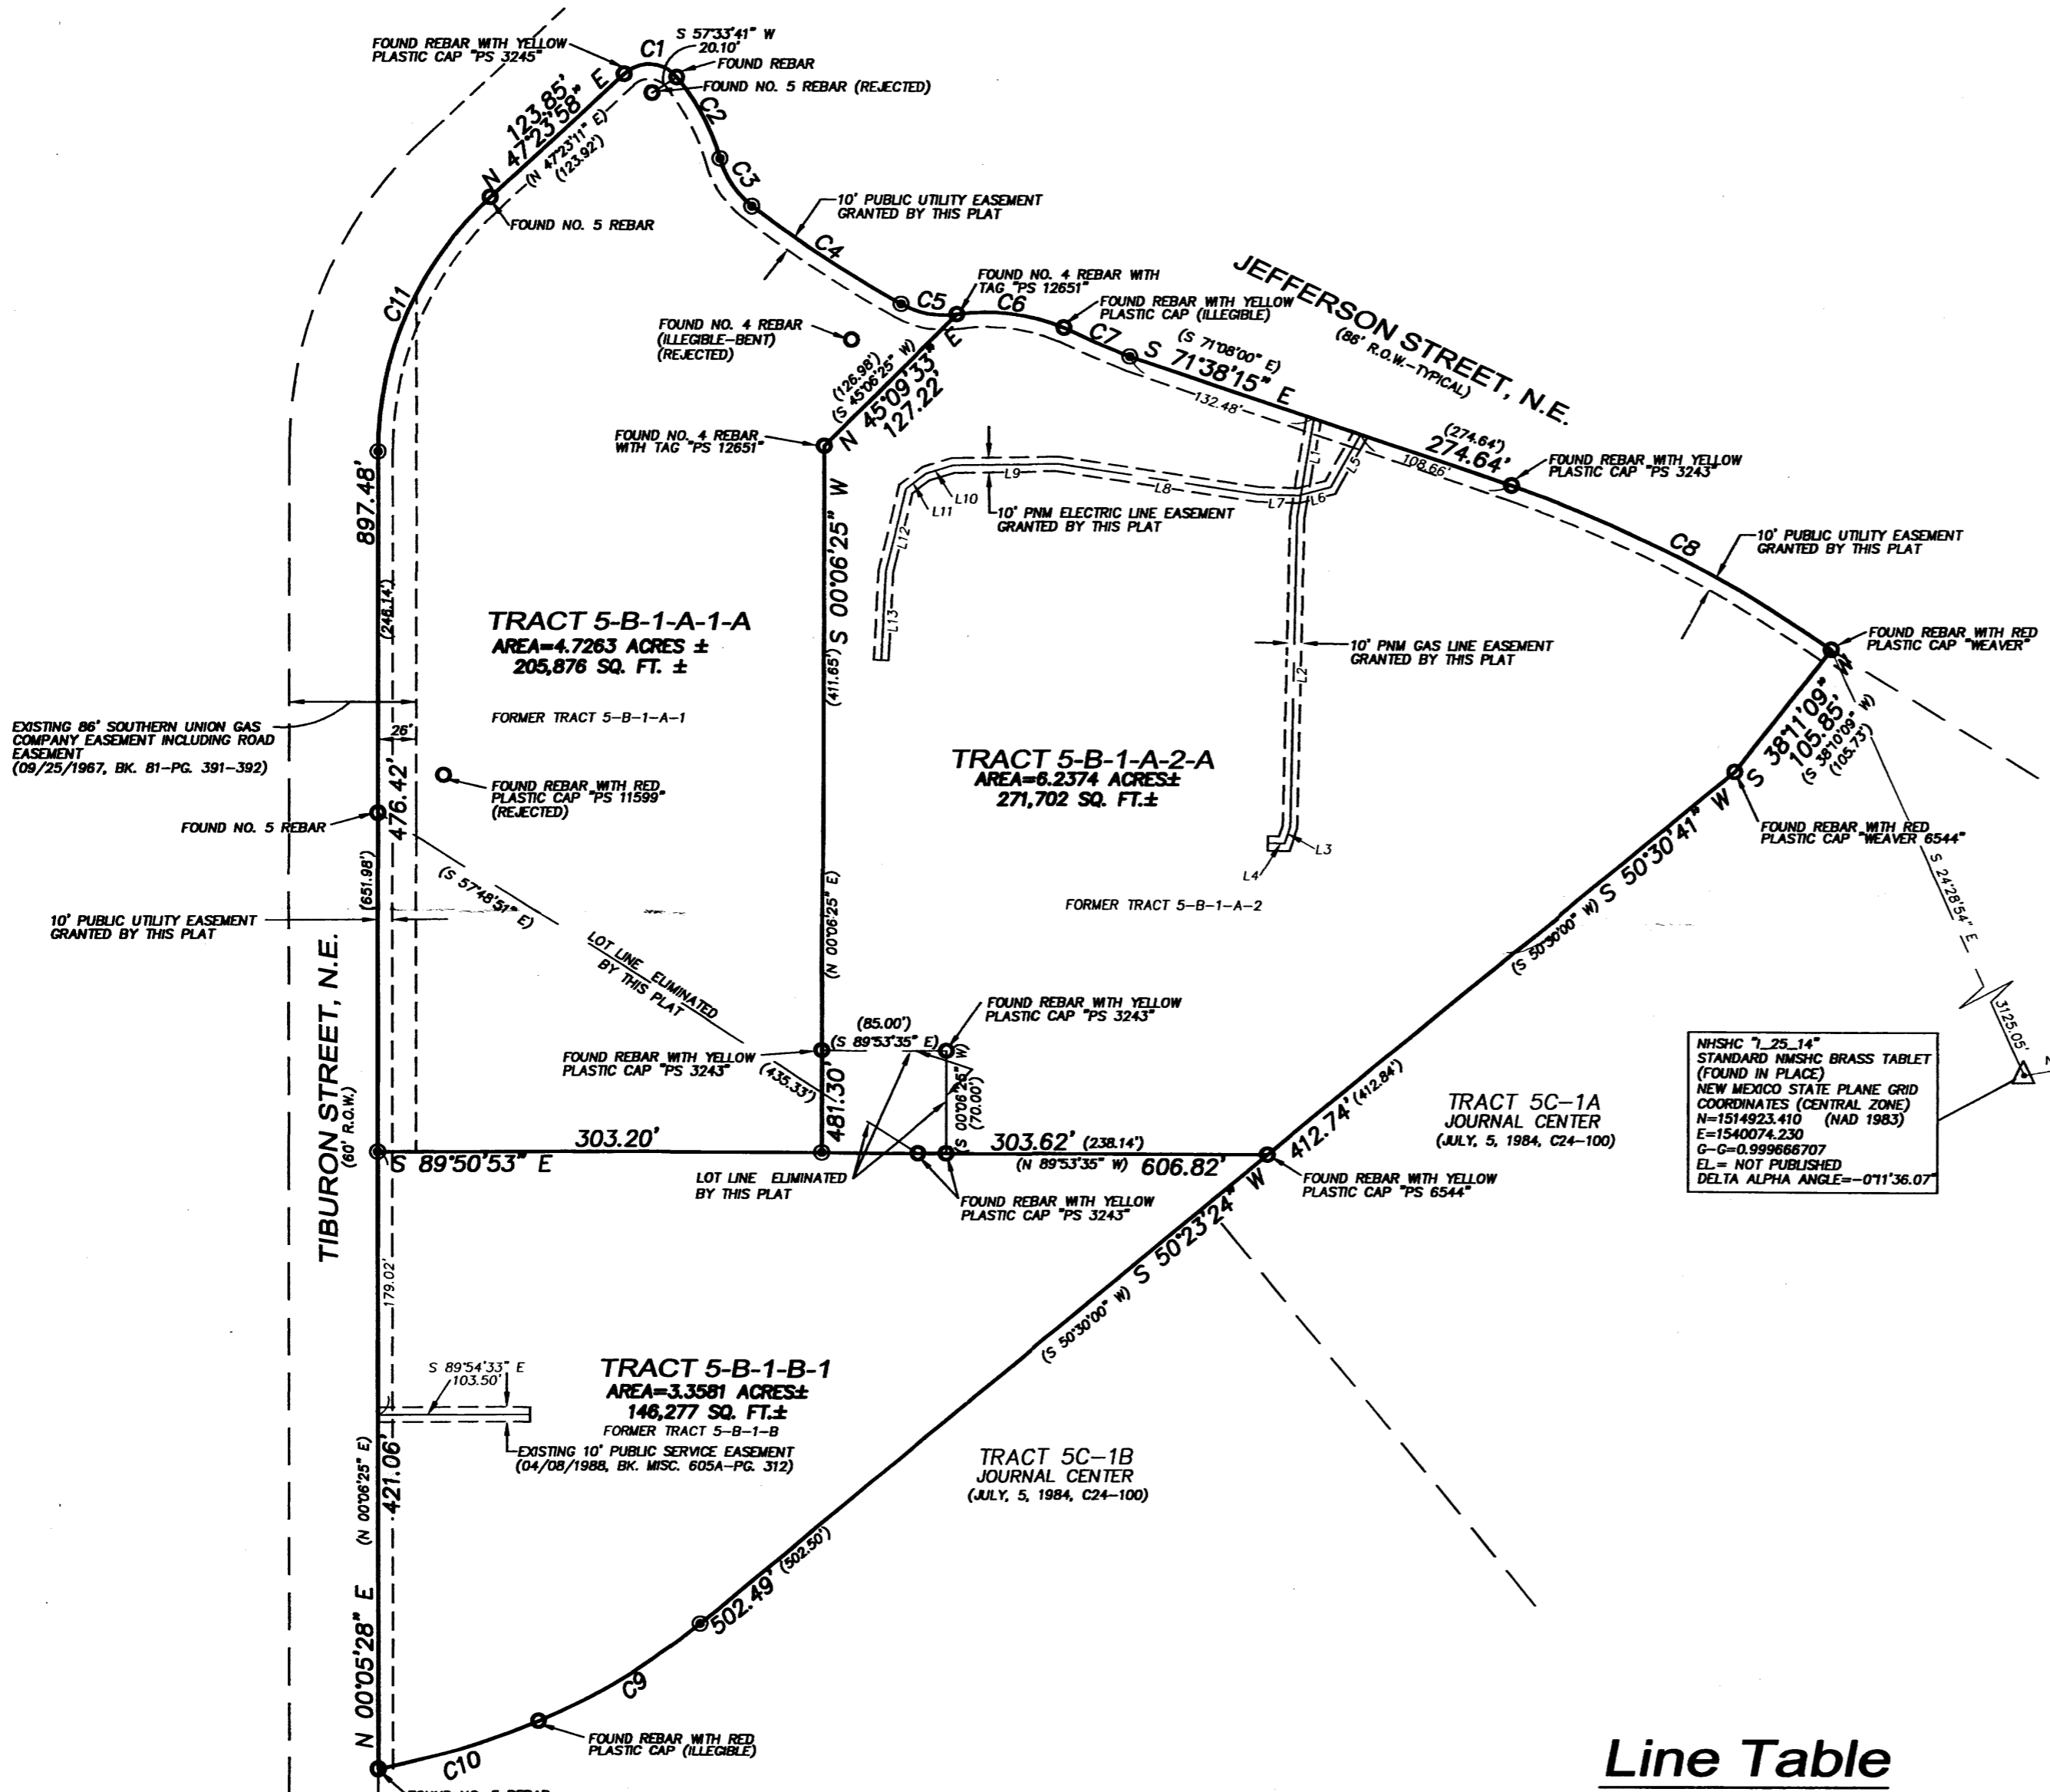 FOUND REBAR WITH YELLOW
PLASTIC CAP "PS 3245"
C1
S 57°33'41" W
20.10'
FOUND REBAR
FOUND NO. 5 REBAR (REJECTED)
123.85'
N 47°23'58" E
(N 47°23'11" E)
(123.92')
C2
C3
FOUND NO. 5 REBAR
10' PUBLIC UTILITY EASEMENT
GRANTED BY THIS PLAT
C4
C11
C5
FOUND NO. 4 REBAR WITH
TAG "PS 12651"
C6
FOUND REBAR WITH YELLOW
PLASTIC CAP (ILLEGIBLE)
C7
JEFFERSON STREET, N.E.
(86' R.O.W.-TYPICAL)
FOUND NO. 4 REBAR
(ILLEGIBLE-BENT)
(REJECTED)
(126.98')
(S 45°06'25" W)
N 45°09'33" E
127.22'
(S 71°08'00" E)
S 71°38'15" E
132.48'
(274.64')
274.64'
108.66'
FOUND REBAR WITH YELLOW
PLASTIC CAP "PS 3243"
FOUND NO. 4 REBAR
WITH TAG "PS 12651"
L1
L5
L6
L7
L8
L9
L10
L11
L12
L13
10' PNM ELECTRIC LINE EASEMENT
GRANTED BY THIS PLAT
C8
10' PUBLIC UTILITY EASEMENT
GRANTED BY THIS PLAT
897.48'
(246.14')
S 00°06'25" W
(411.65')
TRACT 5-B-1-A-1-A
AREA=4.7263 ACRES ±
205,876 SQ. FT. ±
FORMER TRACT 5-B-1-A-1
10' PNM GAS LINE EASEMENT
GRANTED BY THIS PLAT
L2
FOUND REBAR WITH RED
PLASTIC CAP "WEAVER"
S 38°11'09" W
105.85'
(S 38°10'09" W)
(105.73')
EXISTING 86' SOUTHERN UNION GAS
COMPANY EASEMENT INCLUDING ROAD
EASEMENT
(09/25/1967, BK. 81-PG. 391-392)
26'
476.42'
FOUND REBAR WITH RED
PLASTIC CAP "PS 11599"
(REJECTED)
TRACT 5-B-1-A-2-A
AREA=6.2374 ACRES±
271,702 SQ. FT.±
FOUND NO. 5 REBAR
FOUND REBAR WITH RED
PLASTIC CAP "WEAVER 6544"
L3
L4
FORMER TRACT 5-B-1-A-2
S 50°30'41" W
(S 50°30'00" W)
S 24°28'54" E
3125.05'
(651.98')
(S 57°48'51" E)
(N 00°06'25" E)
10' PUBLIC UTILITY EASEMENT
GRANTED BY THIS PLAT
LOT LINE ELIMINATED
BY THIS PLAT
TIBURON STREET, N.E.
(60' R.O.W.)
FOUND REBAR WITH YELLOW
PLASTIC CAP "PS 3243"
(85.00')
(S 89°53'35" E)
FOUND REBAR WITH YELLOW
PLASTIC CAP "PS 3243"
(435.33')
481.30'
(S 00°06'25" W)
(70.00')
303.20'
S 89°50'53" E
303.62' (238.14')
(N 89°53'35" W) 606.82'
412.74' (412.84')
LOT LINE ELIMINATED
BY THIS PLAT
FOUND REBAR WITH YELLOW
PLASTIC CAP "PS 3243"
FOUND REBAR WITH YELLOW
PLASTIC CAP "PS 6544"
TRACT 5C-1A
JOURNAL CENTER
(JULY, 5, 1984, C24-100)
NHSHC "I_25_14"
STANDARD NMSHC BRASS TABLET
(FOUND IN PLACE)
NEW MEXICO STATE PLANE GRID
COORDINATES (CENTRAL ZONE)
N=1514923.410 (NAD 1983)
E=1540074.230
G-G=0.999666707
EL= NOT PUBLISHED
DELTA ALPHA ANGLE=-0°11'36.07"
S 50°23'24" W
(S 50°30'00" W)
179.02'
S 89°54'33" E
103.50'
TRACT 5-B-1-B-1
AREA=3.3581 ACRES±
146,277 SQ. FT.±
FORMER TRACT 5-B-1-B
EXISTING 10' PUBLIC SERVICE EASEMENT
(04/08/1988, BK. MISC. 605A-PG. 312)
(N 00°06'25" E)
421.06'
TRACT 5C-1B
JOURNAL CENTER
(JULY, 5, 1984, C24-100)
502.49' (502.50')
N 00°05'28" E
C9
C10
FOUND REBAR WITH RED
PLASTIC CAP (ILLEGIBLE)
FOUND NO. 5 REBAR
Line Table